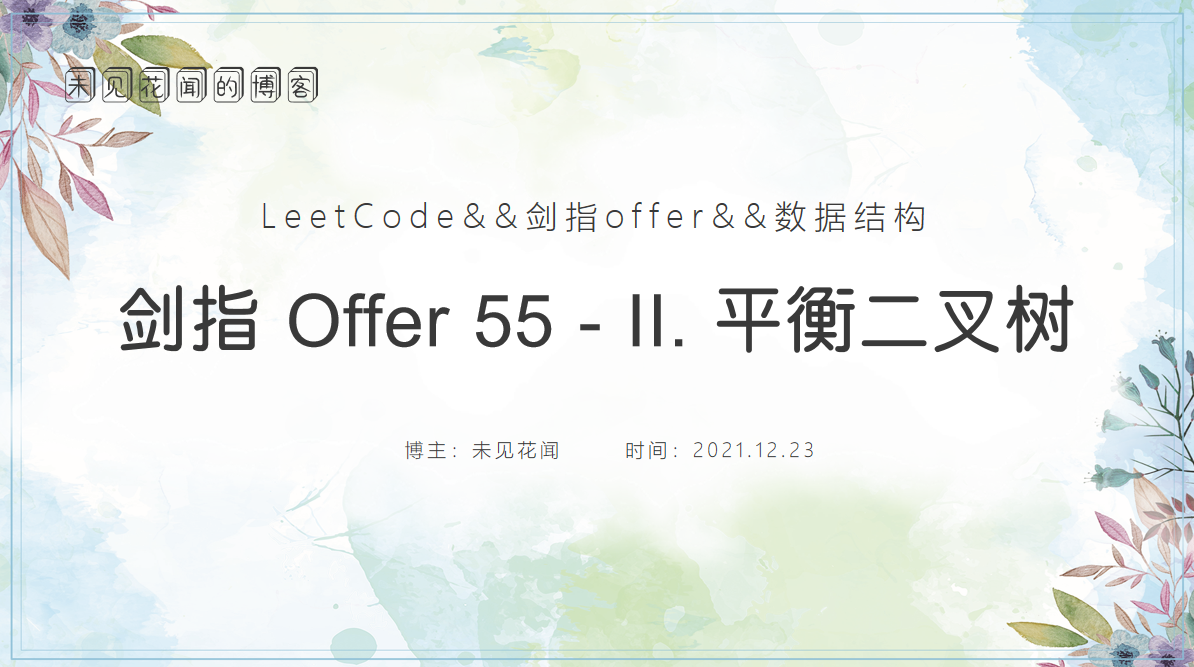 未见花闻的博客
LeetCode&&剑指offer&&数据结构
剑指 Offer 55 - II. 平衡二叉树
博主：未见花闻 时间：2021.12.23